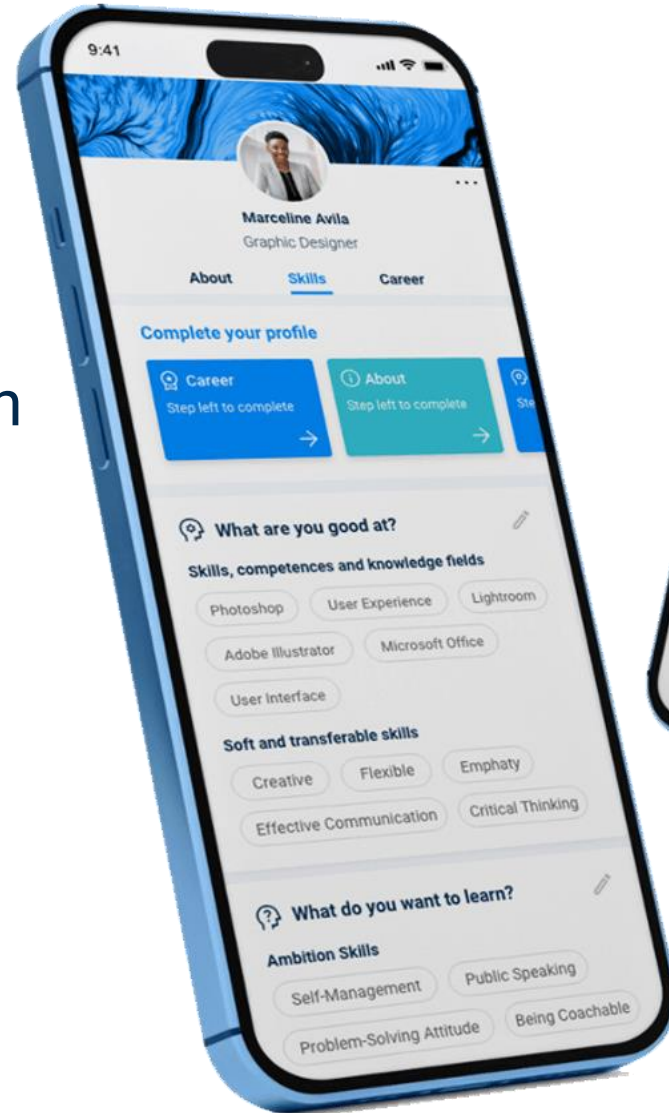 9:41
Marceline Avila
Graphic Designer
About Skills Career
Complete your profile
Career
Step left to complete
About
Step left to complete
Ste
n
What are you good at?
Skills, competences and knowledge fields
Photoshop User Experience Lightroom
Adobe Illustrator Microsoft Office
User Interface
Soft and transferable skills
Creative Flexible Emphaty
Effective Communication Critical Thinking
What do you want to learn?
Ambition Skills
Self-Management Public Speaking
Problem-Solving Attitude Being Coachable